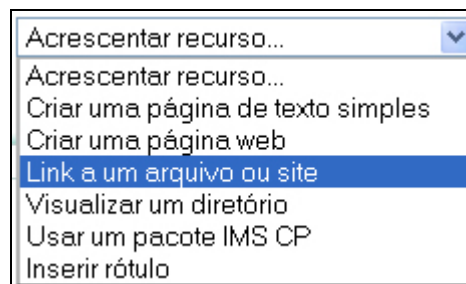 Acrescentar recurso...
Acrescentar recurso...
Criar uma página de texto simples
Criar uma página web
Link a um arquivo ou site
Visualizar um diretório
Usar um pacote IMS CP
Inserir rótulo